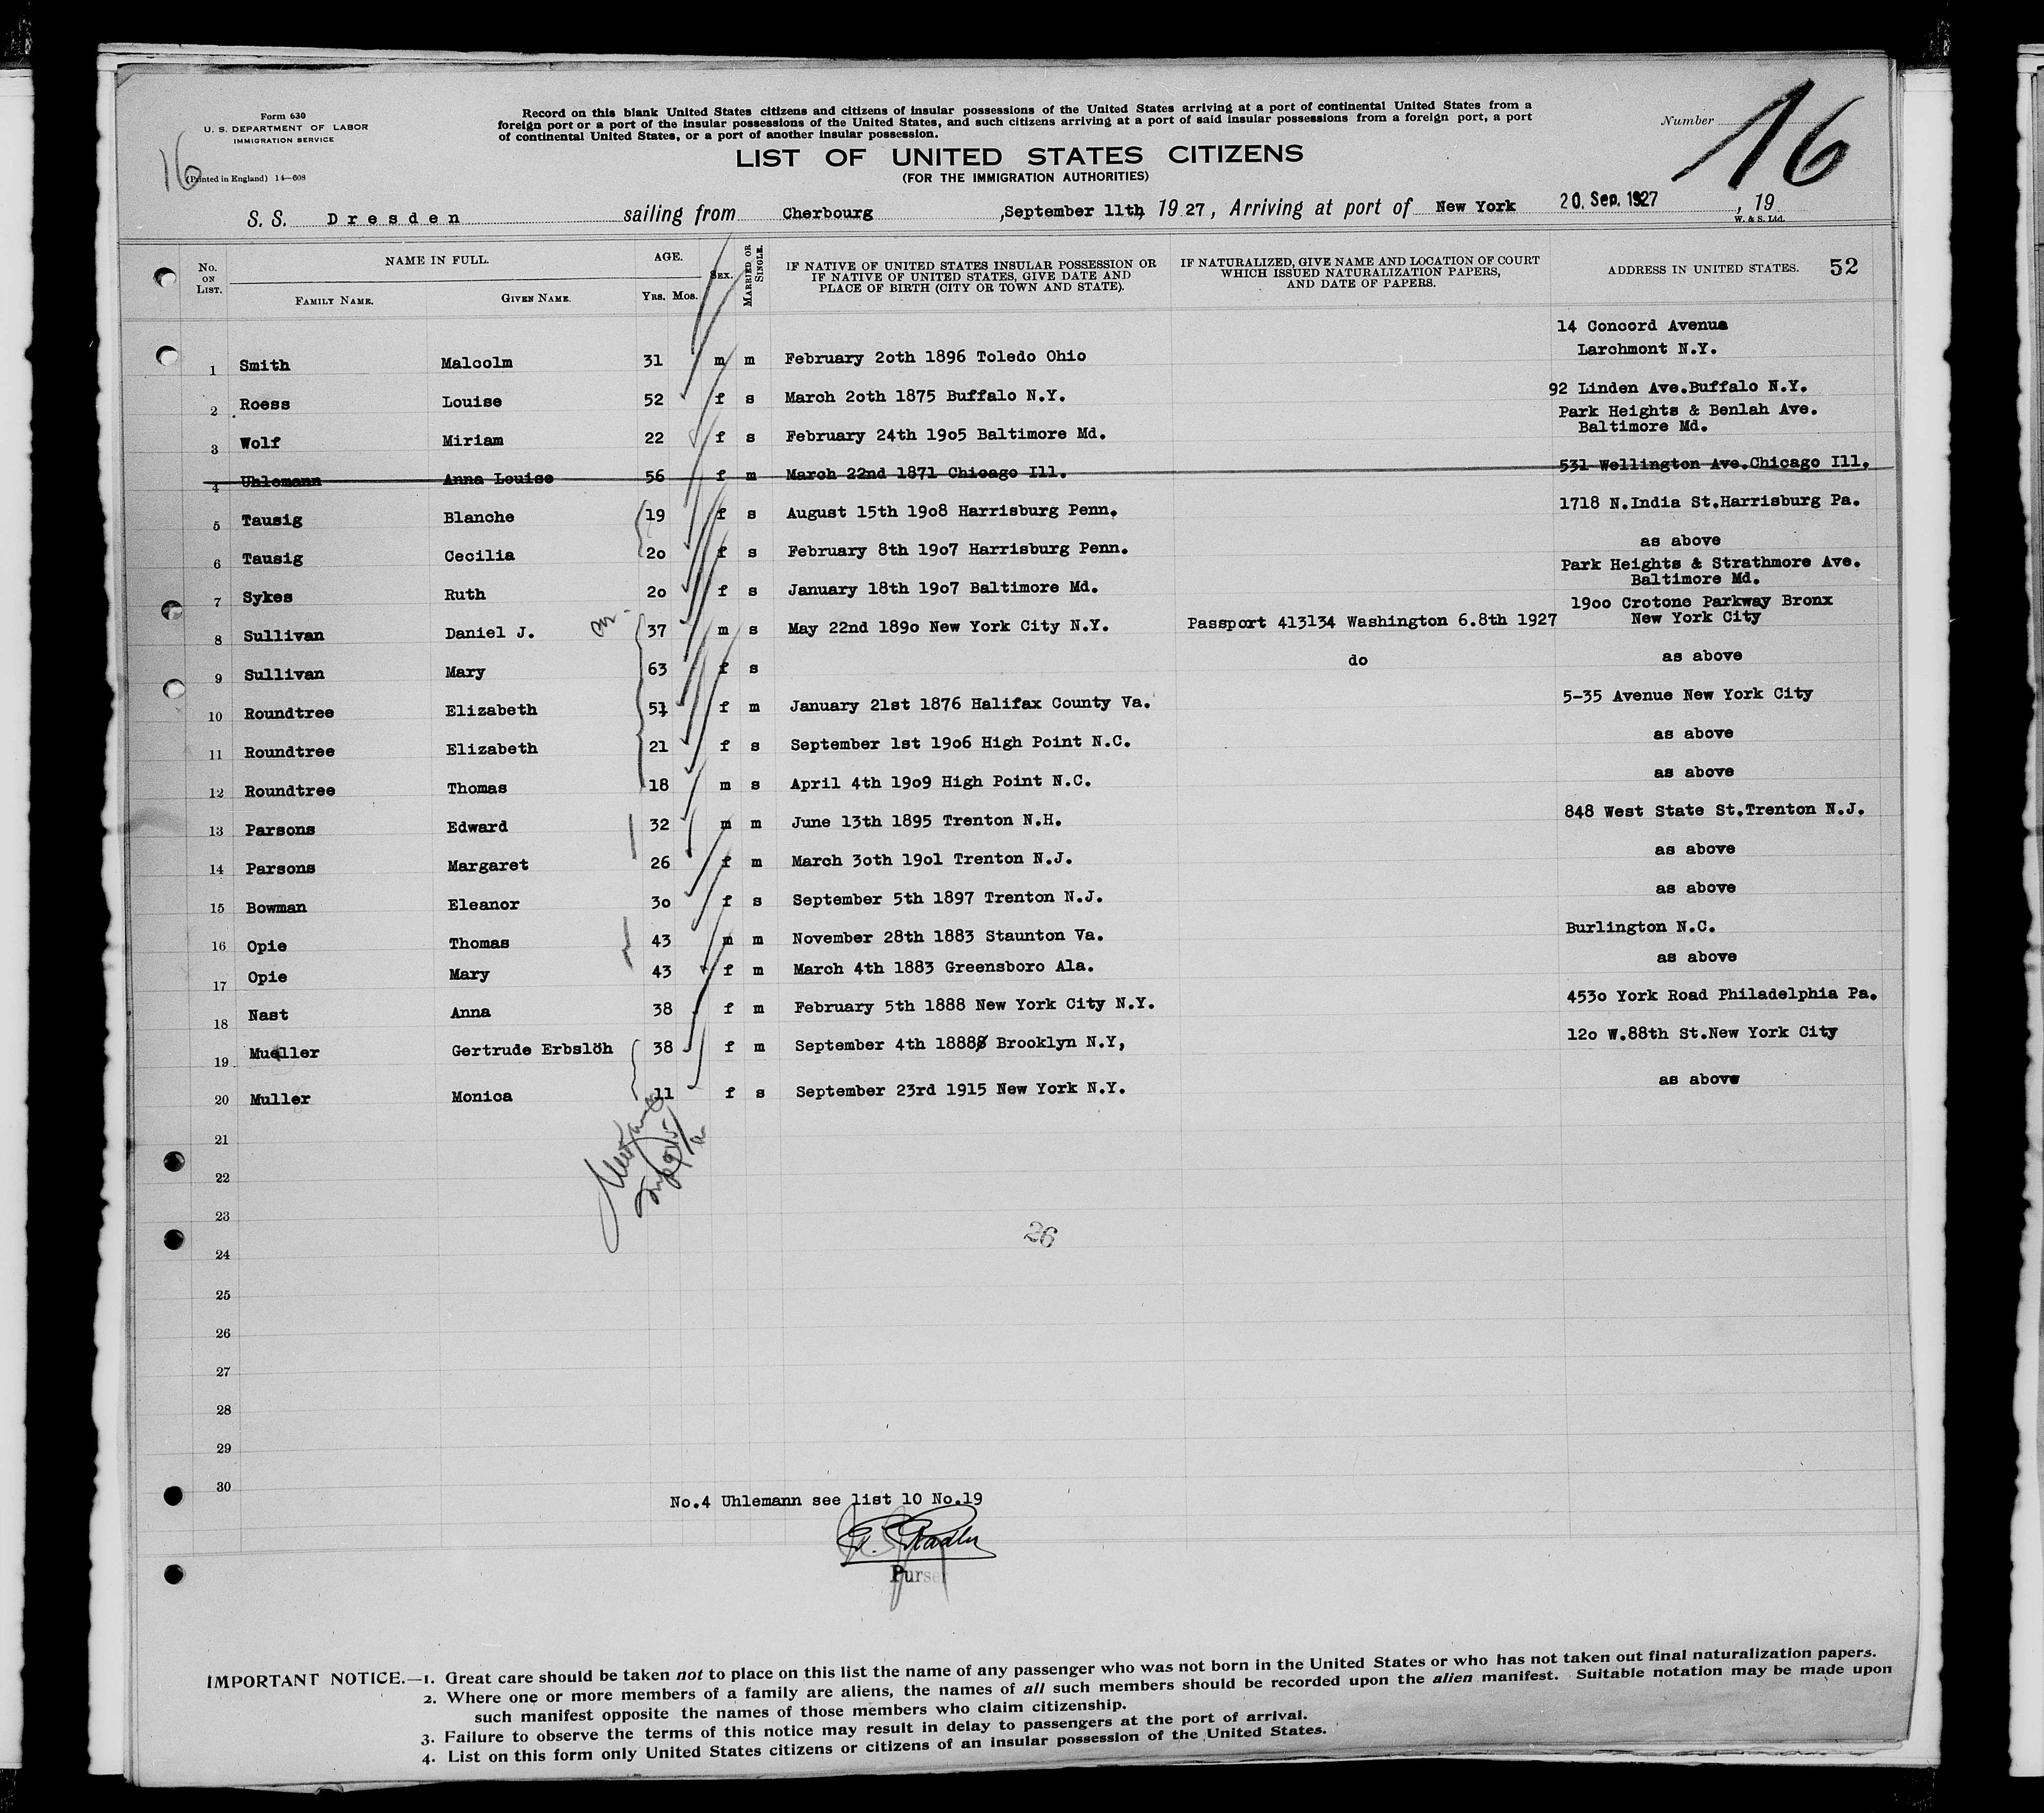 Form 630
U. S. DEPARTMENT OF LABOR
IMMIGRATION SERVICE
16
(Printed in England) 14—608
Record on this blank United States citizens and citizens of insular possessions of the United States arriving at a port of continental United States from a
foreign port or a port of the insular possessions of the United States, and such citizens arriving at a port of said insular possessions from a foreign port, a port
of continental United States, or a port of another insular possession.
LIST OF UNITED STATES CITIZENS
(FOR THE IMMIGRATION AUTHORITIES)
Number 16
S. S. Dresden sailing from Cherbourg ,September 11th, 19 27, Arriving at port of New York 20. Sep. 1927, 19
W. & S. Ltd.
No. ON LIST. NAME IN FULL. FAMILY NAME. GIVEN NAME. AGE. YRS. MOS. SEX. MARRIED OR SINGLE. IF NATIVE OF UNITED STATES INSULAR POSSESSION OR IF NATIVE OF UNITED STATES, GIVE DATE AND PLACE OF BIRTH (CITY OR TOWN AND STATE). IF NATURALIZED, GIVE NAME AND LOCATION OF COURT WHICH ISSUED NATURALIZATION PAPERS, AND DATE OF PAPERS. ADDRESS IN UNITED STATES. 52
1 Smith Malcolm 31 m m February 2oth 1896 Toledo Ohio 14 Concord Avenue Larchmont N.Y.
2 Roess Louise 52 f s March 2oth 1875 Buffalo N.Y. 92 Linden Ave.Buffalo N.Y.
3 Wolf Miriam 22 f s February 24th 19o5 Baltimore Md. Park Heights & Benlah Ave. Baltimore Md.
4 Uhlemann Anna Louise 56 f m March 22nd 1871 Chicago Ill. 531 Wellington Ave.Chicago Ill.
5 Tausig Blanche 19 f s August 15th 19o8 Harrisburg Penn. 1718 N.India St.Harrisburg Pa.
6 Tausig Cecilia 2o f s February 8th 19o7 Harrisburg Penn. as above
7 Sykes Ruth 2o f s January 18th 19o7 Baltimore Md. Park Heights & Strathmore Ave. Baltimore Md.
8 Sullivan Daniel J. 37 m s May 22nd 189o New York City N.Y. Passport 413134 Washington 6.8th 1927 19oo Crotone Parkway Bronx New York City
9 Sullivan Mary 63 f s do as above
10 Roundtree Elizabeth 51 f m January 21st 1876 Halifax County Va. 5-35 Avenue New York City
11 Roundtree Elizabeth 21 f s September 1st 19o6 High Point N.C. as above
12 Roundtree Thomas 18 m s April 4th 19o9 High Point N.C. as above
13 Parsons Edward 32 m m June 13th 1895 Trenton N.H. 848 West State St.Trenton N.J.
14 Parsons Margaret 26 f m March 3oth 19o1 Trenton N.J. as above
15 Bowman Eleanor 3o f s September 5th 1897 Trenton N.J. as above
16 Opie Thomas 43 m m November 28th 1883 Staunton Va. Burlington N.C.
17 Opie Mary 43 f m March 4th 1883 Greensboro Ala. as above
18 Nast Anna 38 f m February 5th 1888 New York City N.Y. 453o York Road Philadelphia Pa.
19 Mueller Gertrude Erbslöh 38 f m September 4th 1888 Brooklyn N.Y, 12o W.88th St.New York City
20 Muller Monica 11 f s September 23rd 1915 New York N.Y. as above
21
22
23
24
26
25
26
27
28
29
30
No.4 Uhlemann see list 10 No.19
Purser
IMPORTANT NOTICE.—1. Great care should be taken not to place on this list the name of any passenger who was not born in the United States or who has not taken out final naturalization papers.
2. Where one or more members of a family are aliens, the names of all such members should be recorded upon the alien manifest. Suitable notation may be made upon
such manifest opposite the names of those members who claim citizenship.
3. Failure to observe the terms of this notice may result in delay to passengers at the port of arrival.
4. List on this form only United States citizens or citizens of an insular possession of the United States.